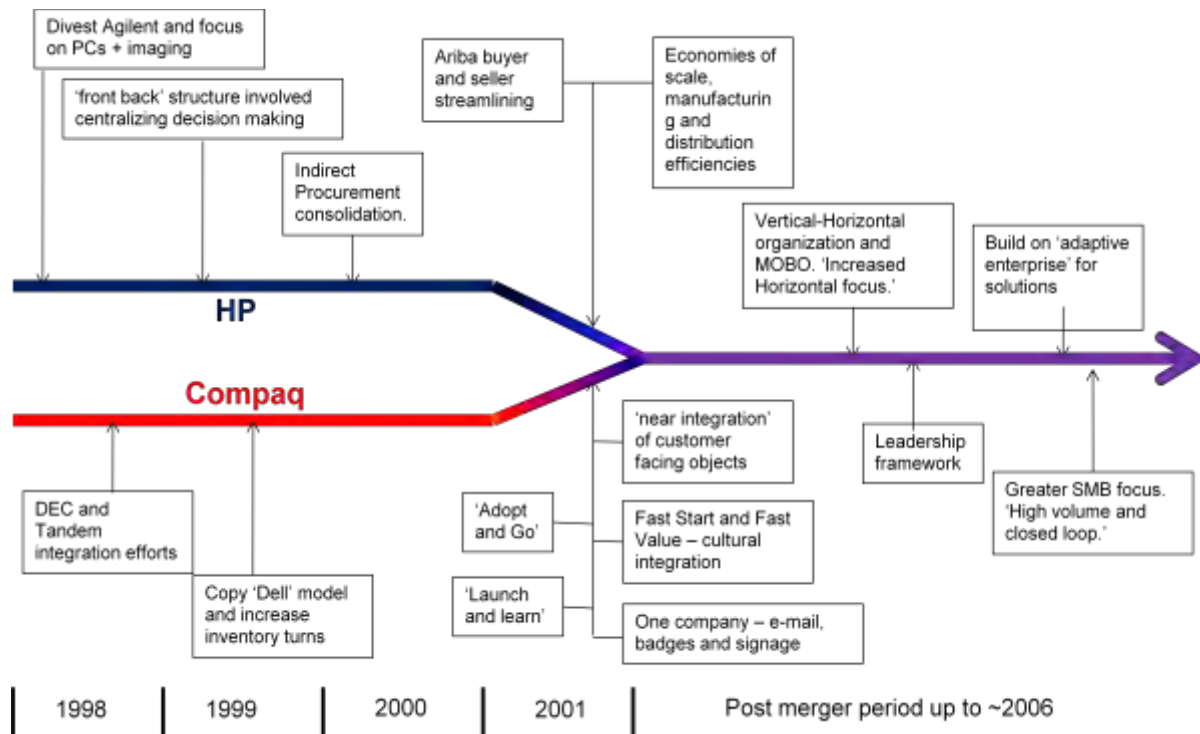 Divest Agilent and focus
on PCs + imaging
'front back' structure involved
centralizing decision making
Indirect
Procurement
consolidation.
Ariba buyer
and seller
streamlining
Economies of
scale,
manufacturin
g and
distribution
efficiencies
Vertical-Horizontal
organization and
MOBO. 'Increased
Horizontal focus.'
Build on 'adaptive
enterprise' for
solutions
HP
Compaq
DEC and
Tandem
integration efforts
Copy 'Dell' model
and increase
inventory turns
'near integration'
of customer
facing objects
'Adopt
and Go'
Fast Start and Fast
Value – cultural
integration
'Launch
and learn'
One company – e-mail,
badges and signage
Leadership
framework
Greater SMB focus.
'High volume and
closed loop.'
1998
1999
2000
2001
Post merger period up to ~2006